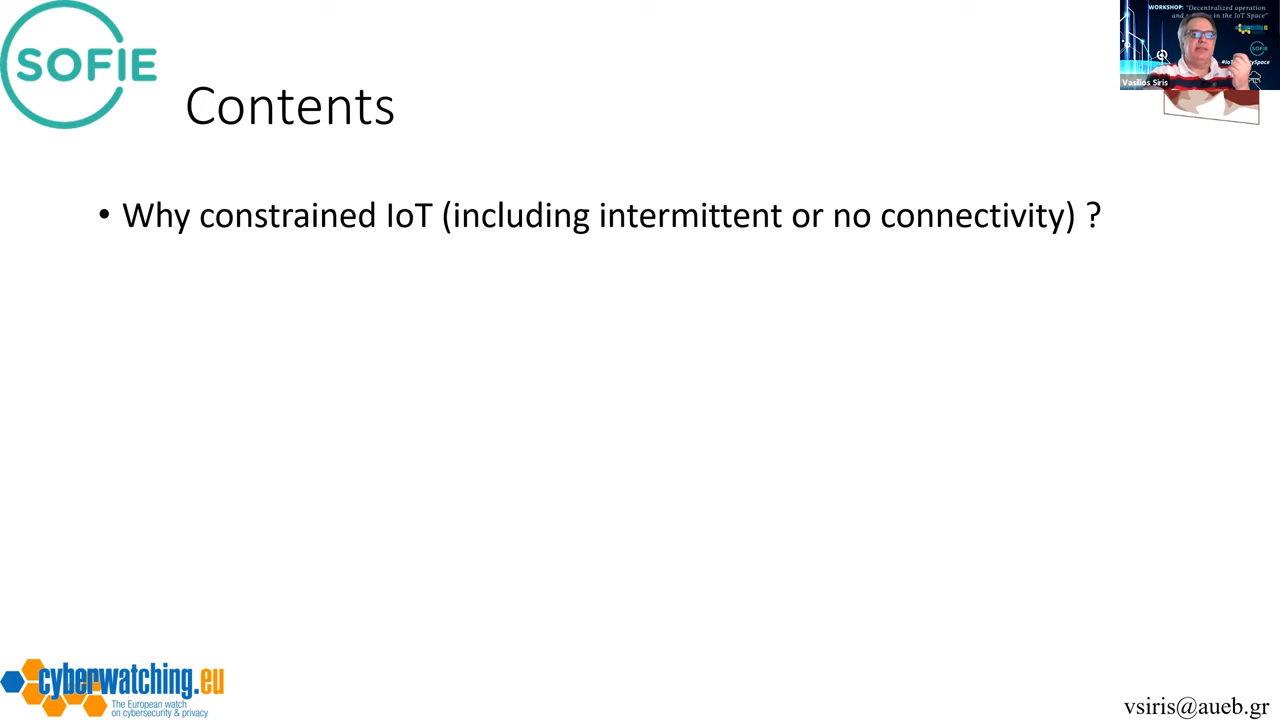 SOFIE
Contents
WORKSHOP: "Decentralized operation
in the IoT Space"
Vasilios Siris
• Why constrained IoT (including intermittent or no connectivity) ?
cyberwatching.eu
The European watch
on cybersecurity & privacy
vsiris@aueb.gr